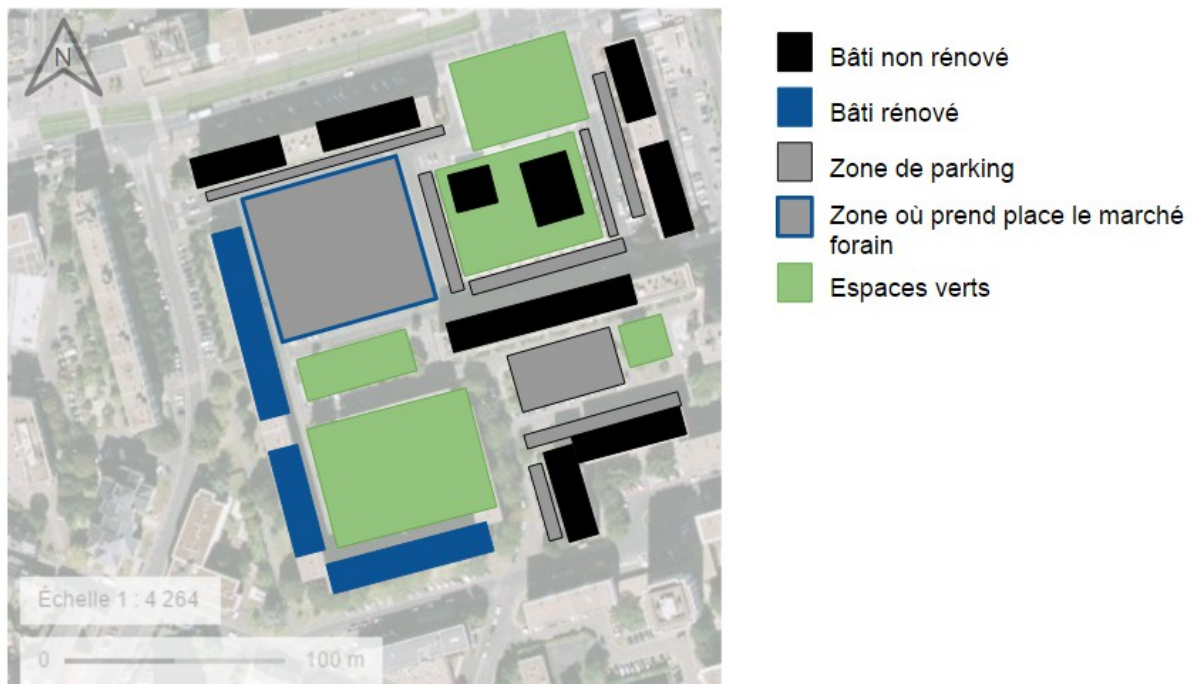 N
Bâti non rénové
Bâti rénové
Zone de parking
Zone où prend place le marché
forain
Espaces verts
Échelle 1 : 4 264
0 100 m